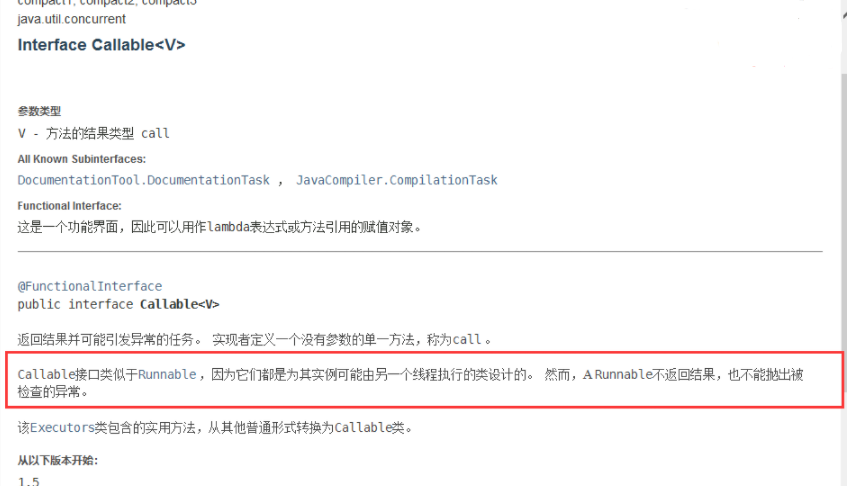 compact1, compact2, compact3
java.util.concurrent
Interface Callable<V>
参数类型
V - 方法的结果类型 call
All Known Subinterfaces:
DocumentationTool.DocumentationTask , JavaCompiler.CompilationTask
Functional Interface:
这是一个功能界面，因此可以用作lambda表达式或方法引用的赋值对象。
@FunctionalInterface
public interface Callable<V>
返回结果并可能引发异常的任务。 实现者定义一个没有参数的单一方法，称为call 。
Callable接口类似于Runnable ，因为它们都是为其实例可能由另一个线程执行的类设计的。 然而，A Runnable不返回结果，也不能抛出被
检查的异常。
该Executors类包含的实用方法，从其他普通形式转换为Callable类。
从以下版本开始：
1.5